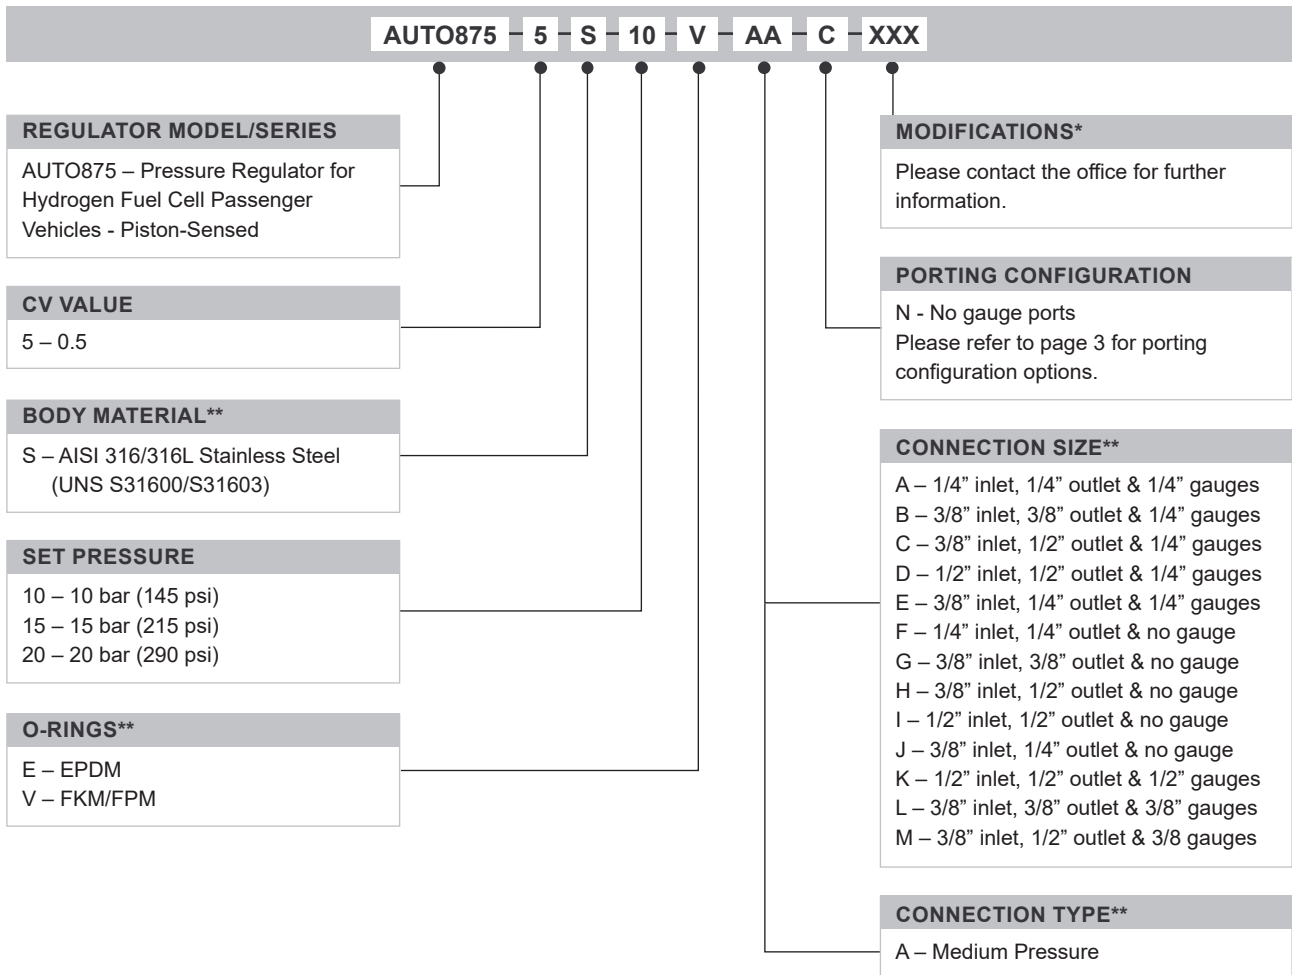 AUTO875 5 S 10 V AA C XXX
REGULATOR MODEL/SERIES
AUTO875 – Pressure Regulator for
Hydrogen Fuel Cell Passenger
Vehicles - Piston-Sensed
CV VALUE
5 – 0.5
BODY MATERIAL**
S – AISI 316/316L Stainless Steel
(UNS S31600/S31603)
SET PRESSURE
10 – 10 bar (145 psi)
15 – 15 bar (215 psi)
20 – 20 bar (290 psi)
O-RINGS**
E – EPDM
V – FKM/FPM
MODIFICATIONS*
Please contact the office for further
information.
PORTING CONFIGURATION
N - No gauge ports
Please refer to page 3 for porting
configuration options.
CONNECTION SIZE**
A – 1/4” inlet, 1/4” outlet & 1/4” gauges
B – 3/8” inlet, 3/8” outlet & 1/4” gauges
C – 3/8” inlet, 1/2” outlet & 1/4” gauges
D – 1/2” inlet, 1/2” outlet & 1/4” gauges
E – 3/8” inlet, 1/4” outlet & 1/4” gauges
F – 1/4” inlet, 1/4” outlet & no gauge
G – 3/8” inlet, 3/8” outlet & no gauge
H – 3/8” inlet, 1/2” outlet & no gauge
I – 1/2” inlet, 1/2” outlet & no gauge
J – 3/8” inlet, 1/4” outlet & no gauge
K – 1/2” inlet, 1/2” outlet & 1/2” gauges
L – 3/8” inlet, 3/8” outlet & 3/8” gauges
M – 3/8” inlet, 1/2” outlet & 3/8 gauges
CONNECTION TYPE**
A – Medium Pressure